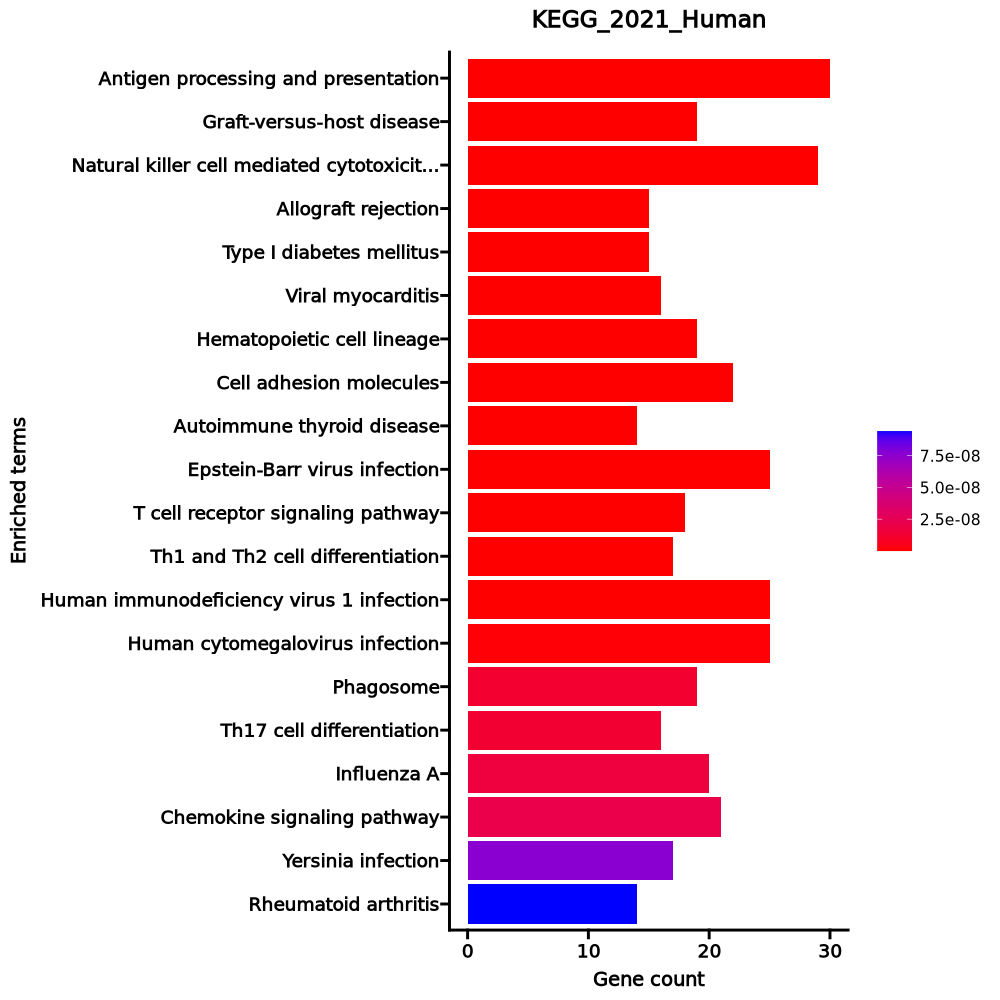 KEGG_2021_Human
Antigen processing and presentation
Graft-versus-host disease
Natural killer cell mediated cytotoxicit...
Allograft rejection
Type I diabetes mellitus
Viral myocarditis
Hematopoietic cell lineage
Cell adhesion molecules
Autoimmune thyroid disease
Epstein-Barr virus infection
T cell receptor signaling pathway
Th1 and Th2 cell differentiation
Human immunodeficiency virus 1 infection
Human cytomegalovirus infection
Phagosome
Th17 cell differentiation
Influenza A
Chemokine signaling pathway
Yersinia infection
Rheumatoid arthritis
Enriched terms
0 10 20 30
Gene count
7.5e-08
5.0e-08
2.5e-08